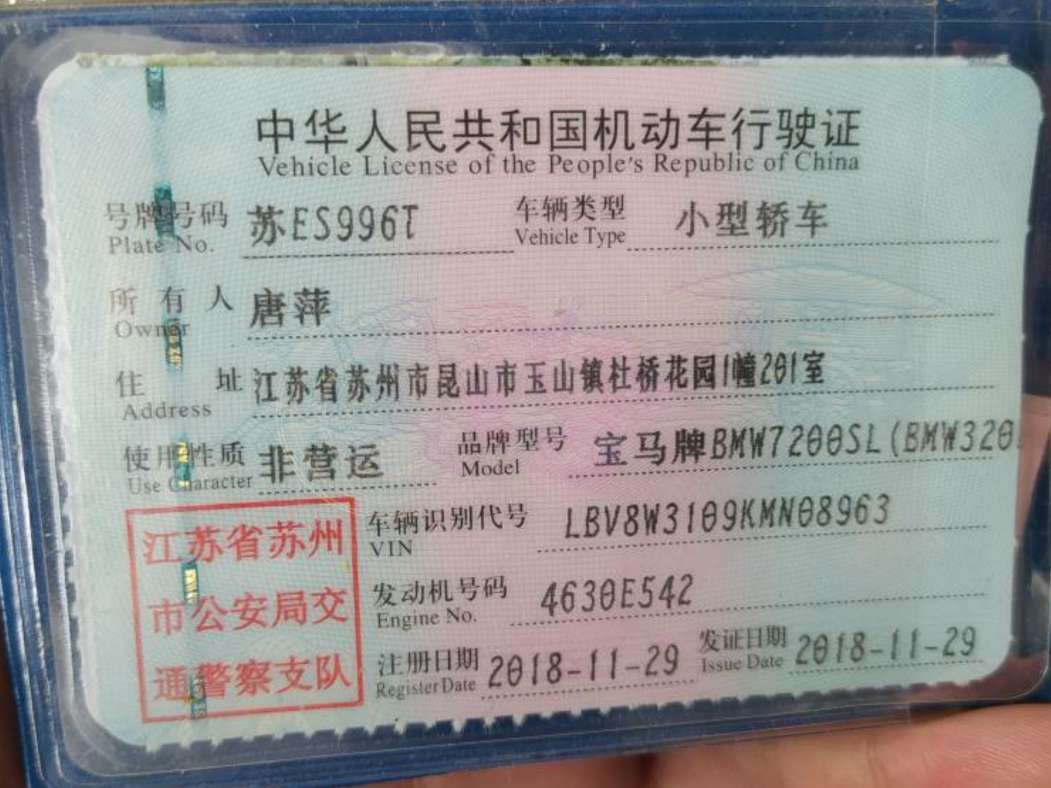 中华人民共和国机动车行驶证
Vehicle License of the People's Republic of China
号牌号码 苏ES996T 车辆类型 小型轿车
Plate No. Vehicle Type
所有人 唐萍
Owner
住址 江苏省苏州市昆山市玉山镇杜桥花园1幢201室
Address
使用性质 非营运 品牌型号 宝马牌BMW7200SL(BMW320
Use Character Model
江苏省苏州
市公安局交
通警察支队
车辆识别代号 LBV8W3109KMN08963
VIN
发动机号码 4630E542
Engine No.
注册日期 2018-11-29 发证日期 2018-11-29
Register Date Issue Date